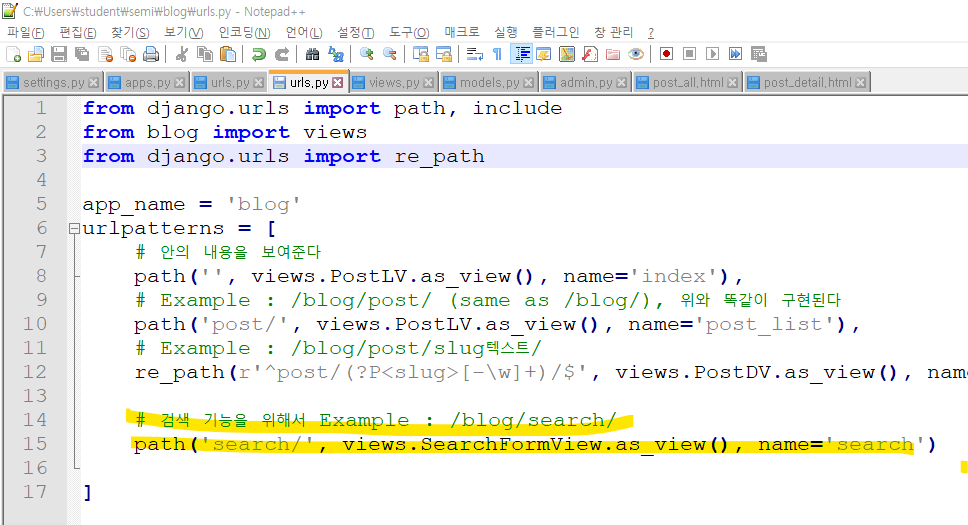 C:₩Users₩student₩semi₩blog₩urls.py - Notepad++
파일(F) 편집(E) 찾기(S) 보기(V) 인코딩(N) 언어(L) 설정(T) 도구(O) 매크로 실행 플러그인 창 관리 ?
settings.py apps.py urls.py urls.py views.py models.py admin.py post_all.html post_detail.html
1 from django.urls import path, include
2 from blog import views
3 from django.urls import re_path
4
5 app_name = 'blog'
6 urlpatterns = [
7 # 안의 내용을 보여준다
8 path('', views.PostLV.as_view(), name='index'),
9 # Example : /blog/post/ (same as /blog/), 위와 똑같이 구현된다
10 path('post/', views.PostLV.as_view(), name='post_list'),
11 # Example : /blog/post/slug텍스트/
12 re_path(r'^post/(?P<slug>[-\w]+)/$', views.PostDV.as_view(), nam
13
14 # 검색 기능을 위해서 Example : /blog/search/
15 path('search/', views.SearchFormView.as_view(), name='search')
16
17 ]